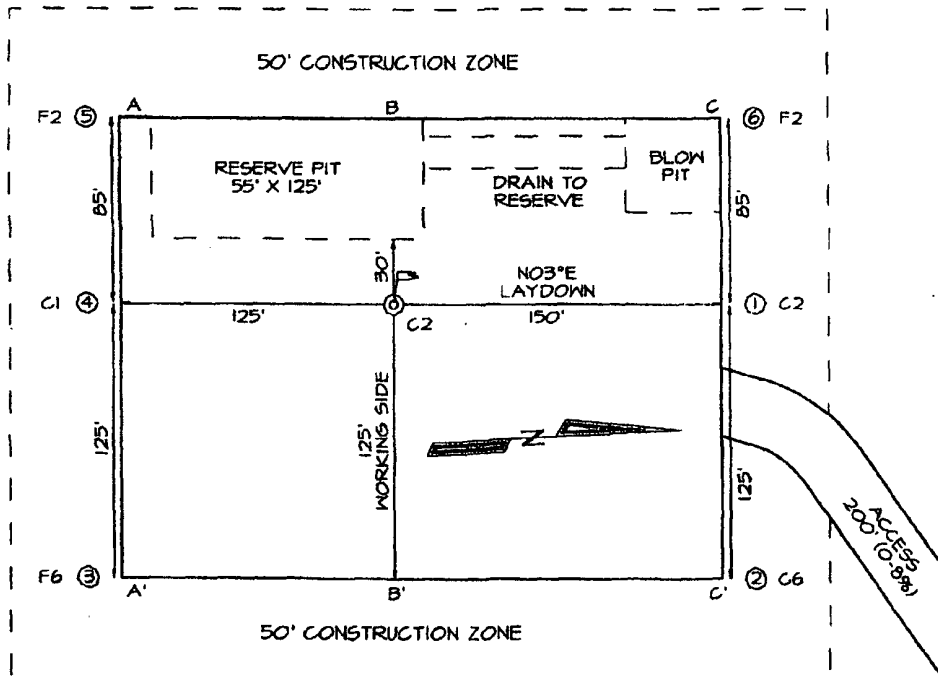 50' CONSTRUCTION ZONE
A
B
C
F2 ⑤
⑥ F2
RESERVE PIT
55' X 125'
DRAIN TO
RESERVE
BLOW
PIT
85'
85'
30'
N03°E
LAYDOWN
C1 ④
① C2
125'
150'
C2
125'
125'
WORKING SIDE
N
125'
ACCESS
200' (0-8%)
F6 ③
② C6
A'
B'
C'
50' CONSTRUCTION ZONE